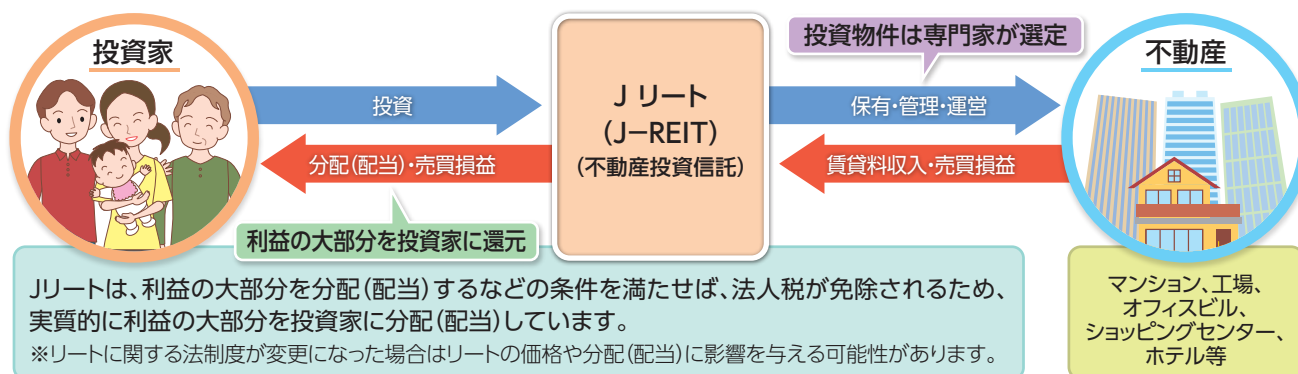 投資家
投資
分配(配当)・売買損益
利益の大部分を投資家に還元
Jリート
(J-REIT)
(不動産投資信託)
投資物件は専門家が選定
保有・管理・運営
賃貸料収入・売買損益
不動産
マンション、工場、
オフィスビル、
ショッピングセンター、
ホテル等
Jリートは、利益の大部分を分配(配当)するなどの条件を満たせば、法人税が免除されるため、
実質的に利益の大部分を投資家に分配(配当)しています。
※リートに関する法制度が変更になった場合はリートの価格や分配(配当)に影響を与える可能性があります。